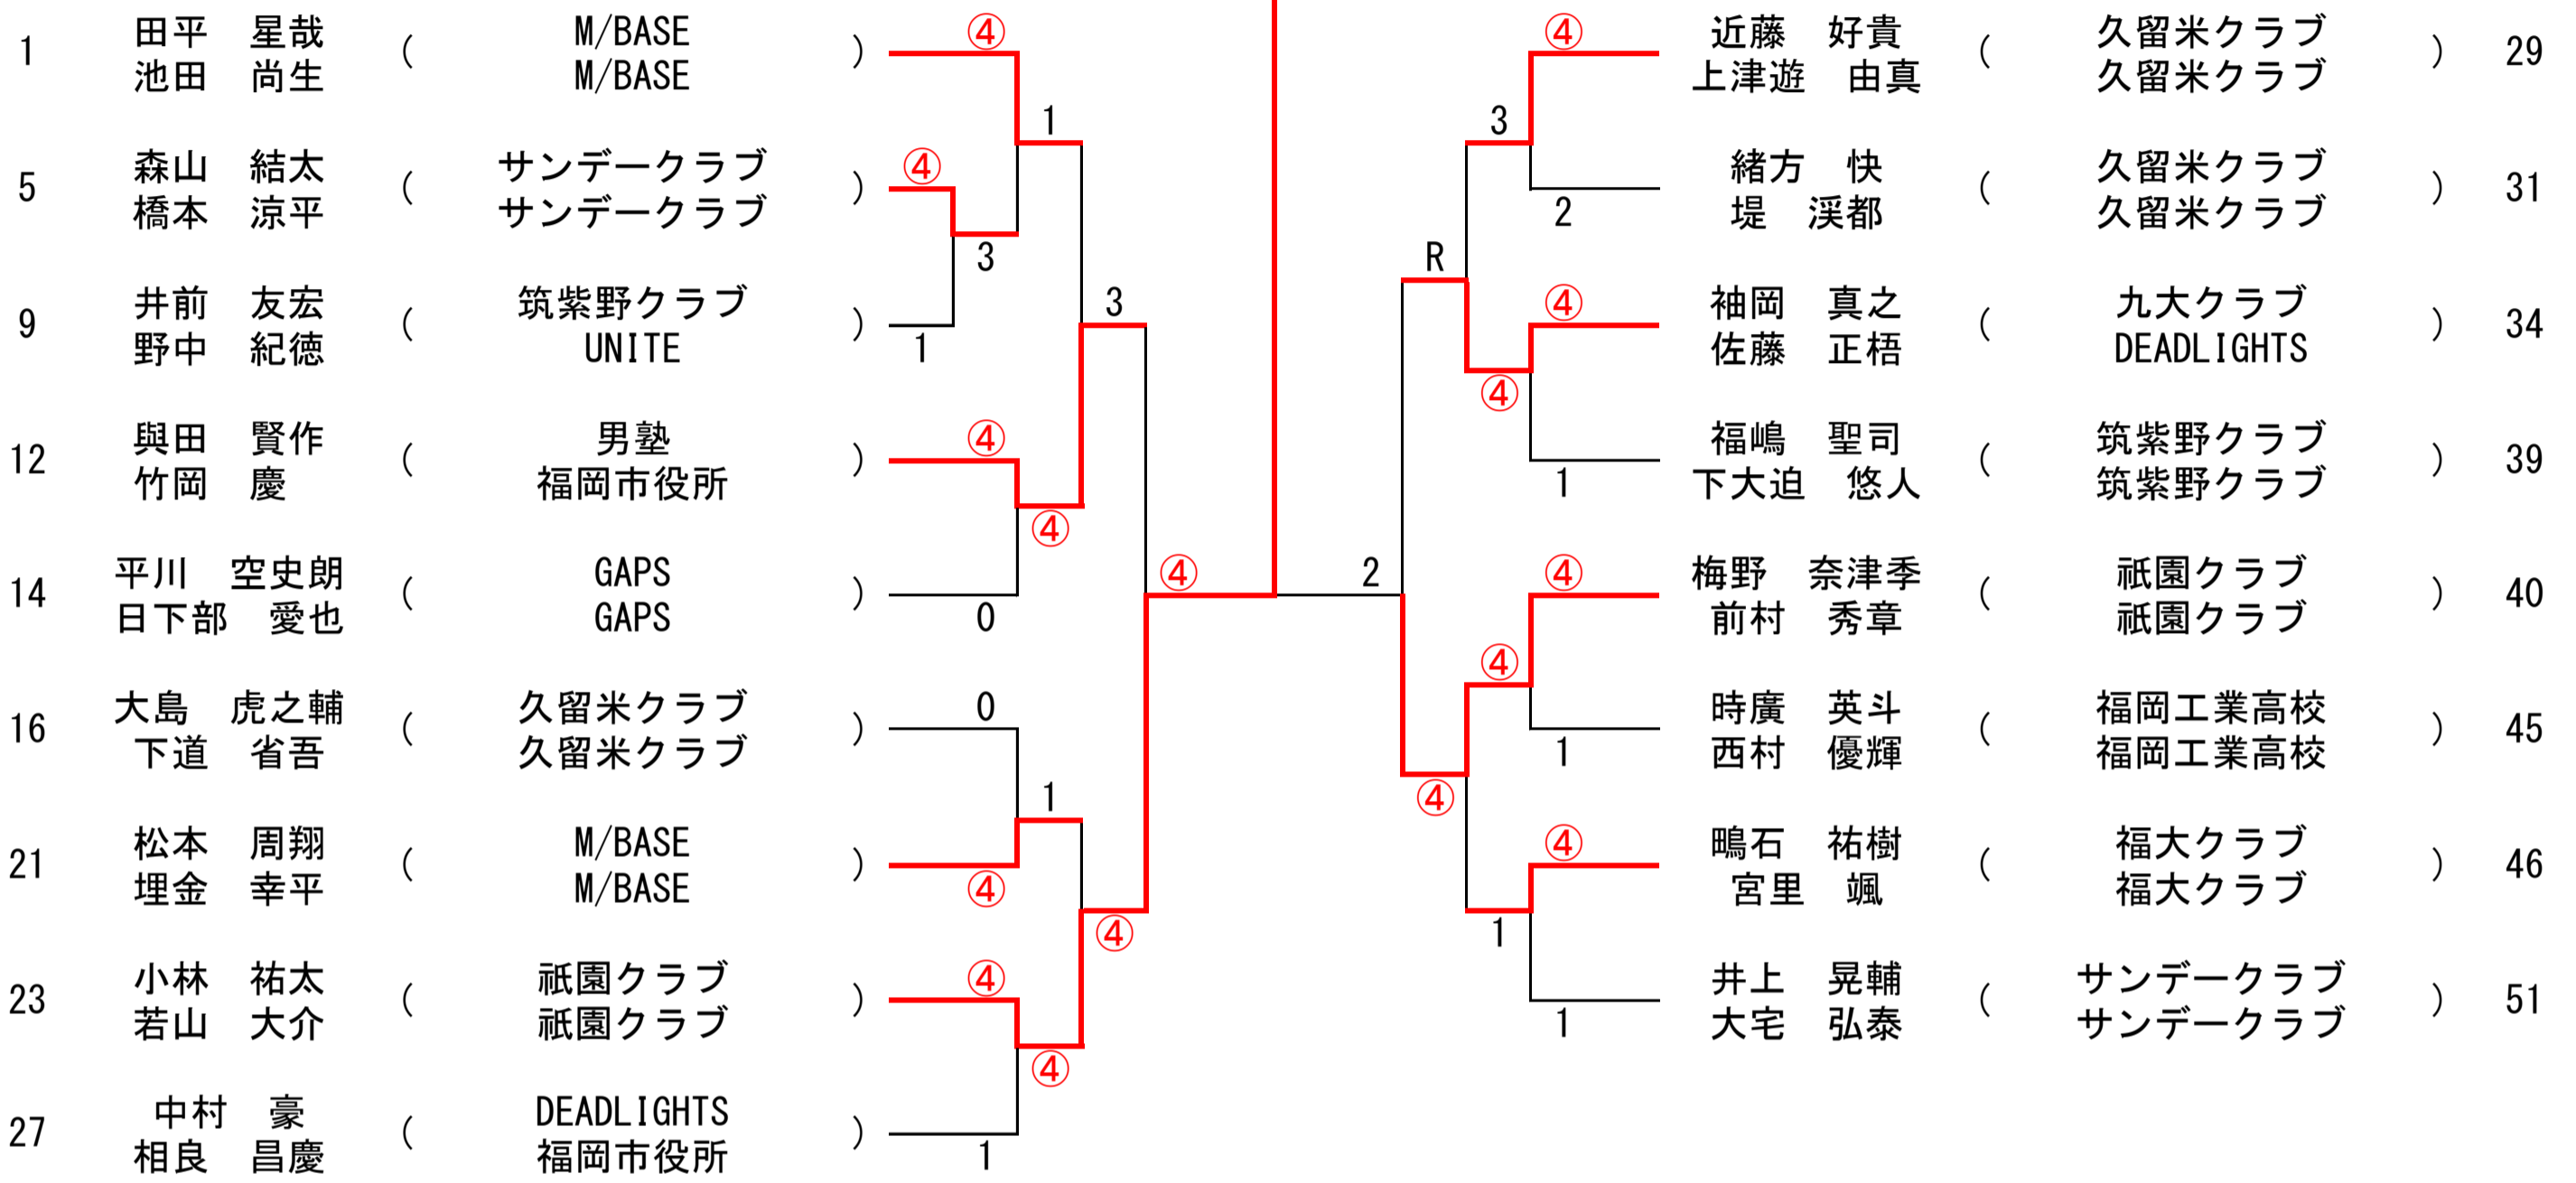 1 田平 星哉 ( M/BASE )
池田 尚生 M/BASE
④
1
5 森山 結太 ( サンデークラブ )
橋本 涼平 サンデークラブ
④
3
9 井前 友宏 ( 筑紫野クラブ )
野中 紀徳 UNITE
1
3
12 與田 賢作 ( 男塾 )
竹岡 慶 福岡市役所
④
④
14 平川 空史朗 ( GAPS )
日下部 愛也 GAPS
0
④
16 大島 虎之輔 ( 久留米クラブ )
下道 省吾 久留米クラブ
0
1
21 松本 周翔 ( M/BASE )
埋金 幸平 M/BASE
④
④
23 小林 祐太 ( 祇園クラブ )
若山 大介 祇園クラブ
④
④
27 中村 豪 ( DEADLIGHTS )
相良 昌慶 福岡市役所
1
④
近藤 好貴 ( 久留米クラブ ) 29
上津遊 由真 久留米クラブ
3
緒方 快 ( 久留米クラブ ) 31
堤 渓都 久留米クラブ
2
R
④
袖岡 真之 ( 九大クラブ ) 34
佐藤 正梧 DEADLIGHTS
④
福嶋 聖司 ( 筑紫野クラブ ) 39
下大迫 悠人 筑紫野クラブ
1
2
④
梅野 奈津季 ( 祇園クラブ ) 40
前村 秀章 祇園クラブ
④
時廣 英斗 ( 福岡工業高校 ) 45
西村 優輝 福岡工業高校
1
④
④
鴫石 祐樹 ( 福大クラブ ) 46
宮里 颯 福大クラブ
1
井上 晃輔 ( サンデークラブ ) 51
大宅 弘泰 サンデークラブ
1